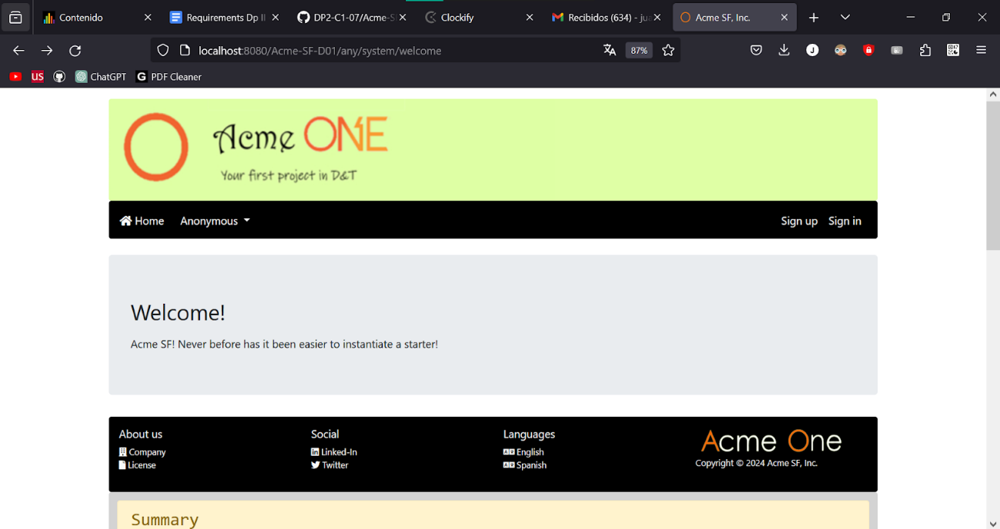 Contenido
Requirements Dp II
DP2-C1-07/Acme-S
Clockify
Recibidos (634) - jua
Acme SF, Inc.
localhost:8080/Acme-SF-D01/any/system/welcome
87%
US
ChatGPT
G PDF Cleaner
Acme ONE
Your first project in D&T
Home
Anonymous
Sign up
Sign in
Welcome!
Acme SF! Never before has it been easier to instantiate a starter!
About us
Company
License
Social
Linked-In
Twitter
Languages
English
Spanish
Acme One
Copyright © 2024 Acme SF, Inc.
Summary